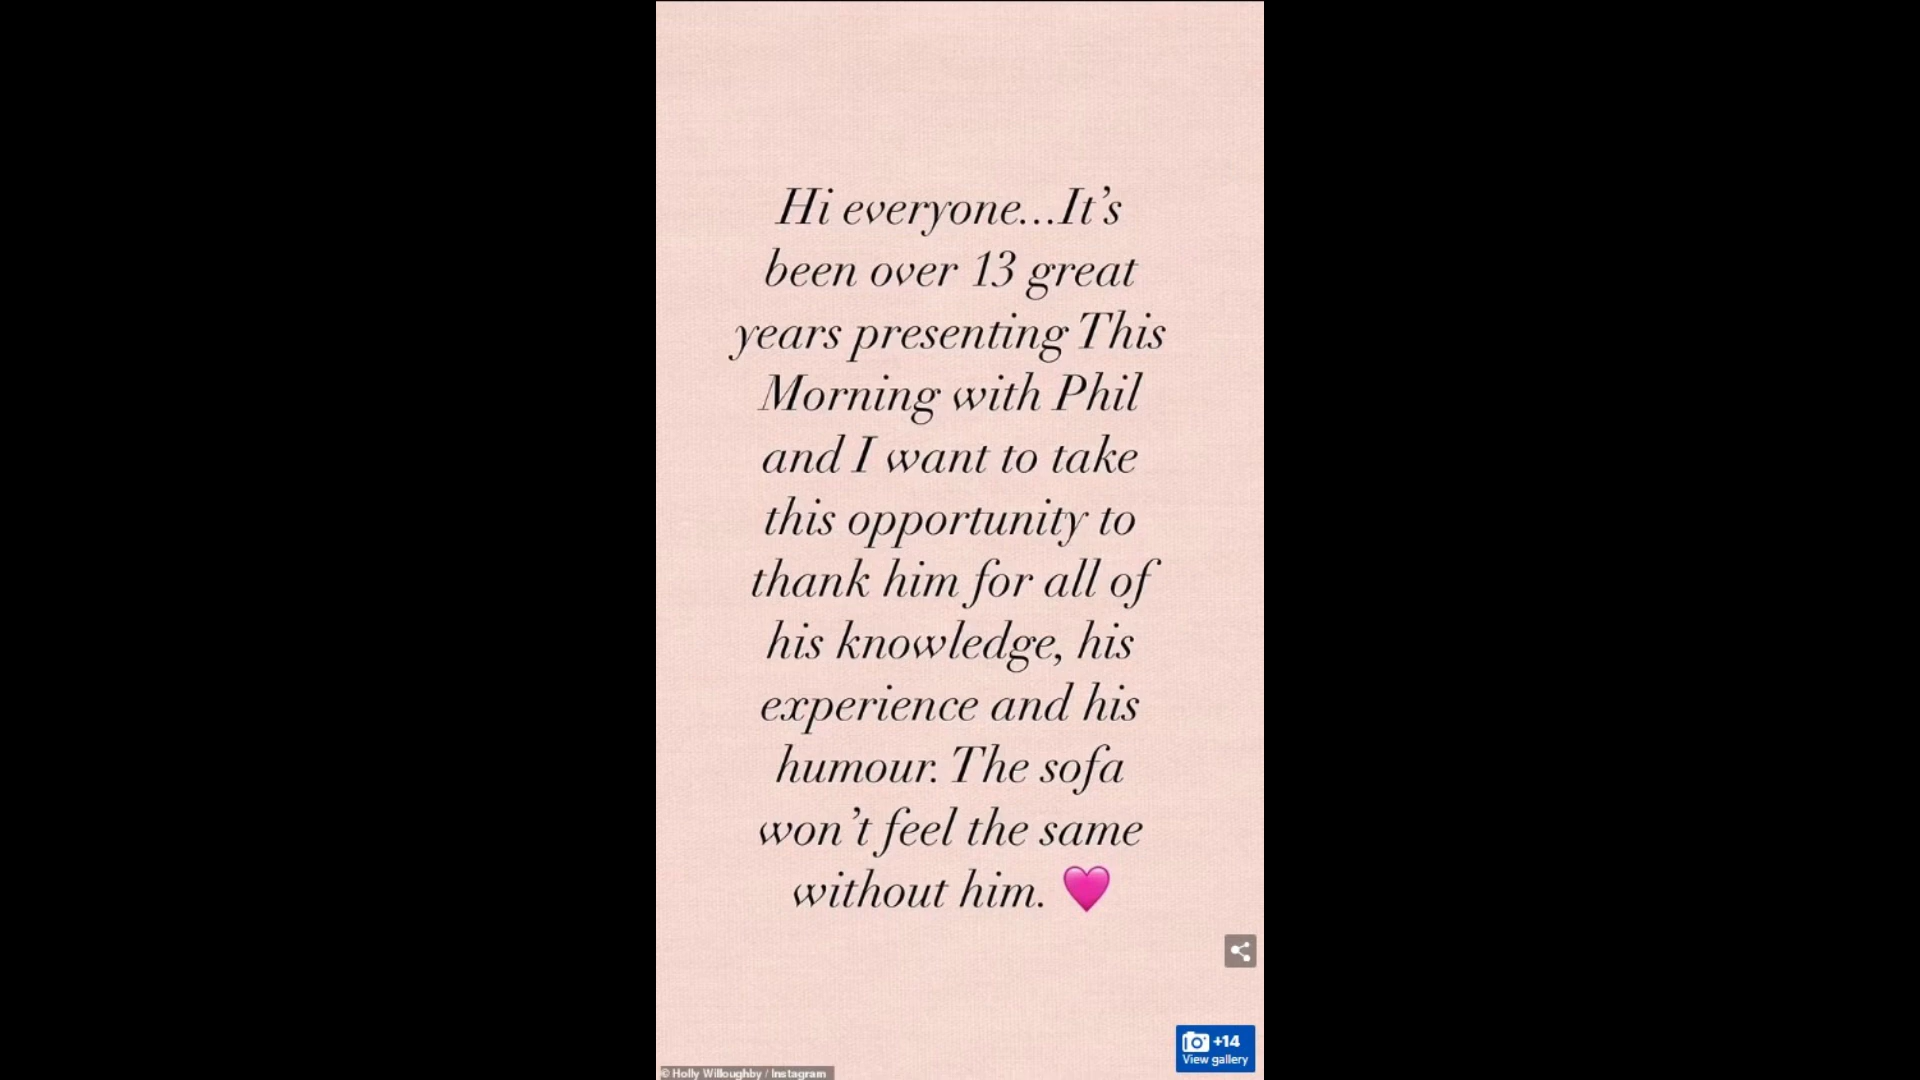 Hi everyone...It’s
been over 13 great
years presenting This
Morning with Phil
and I want to take
this opportunity to
thank him for all of
his knowledge, his
experience and his
humour. The sofa
won’t feel the same
without him. 🩷
+14
View gallery
© Holly Willoughby / Instagram